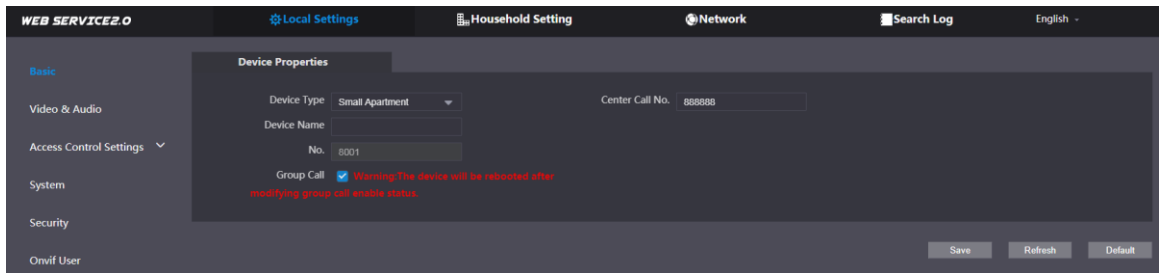 WEB SERVICE2.0
Local Settings
Household Setting
Network
Search Log
English
Basic
Video & Audio
Access Control Settings
System
Security
Onvif User
Device Properties
Device Type Small Apartment
Center Call No. 888888
Device Name
No. 8001
Group Call Warning:The device will be rebooted after
modifying group call enable status.
Save
Refresh
Default